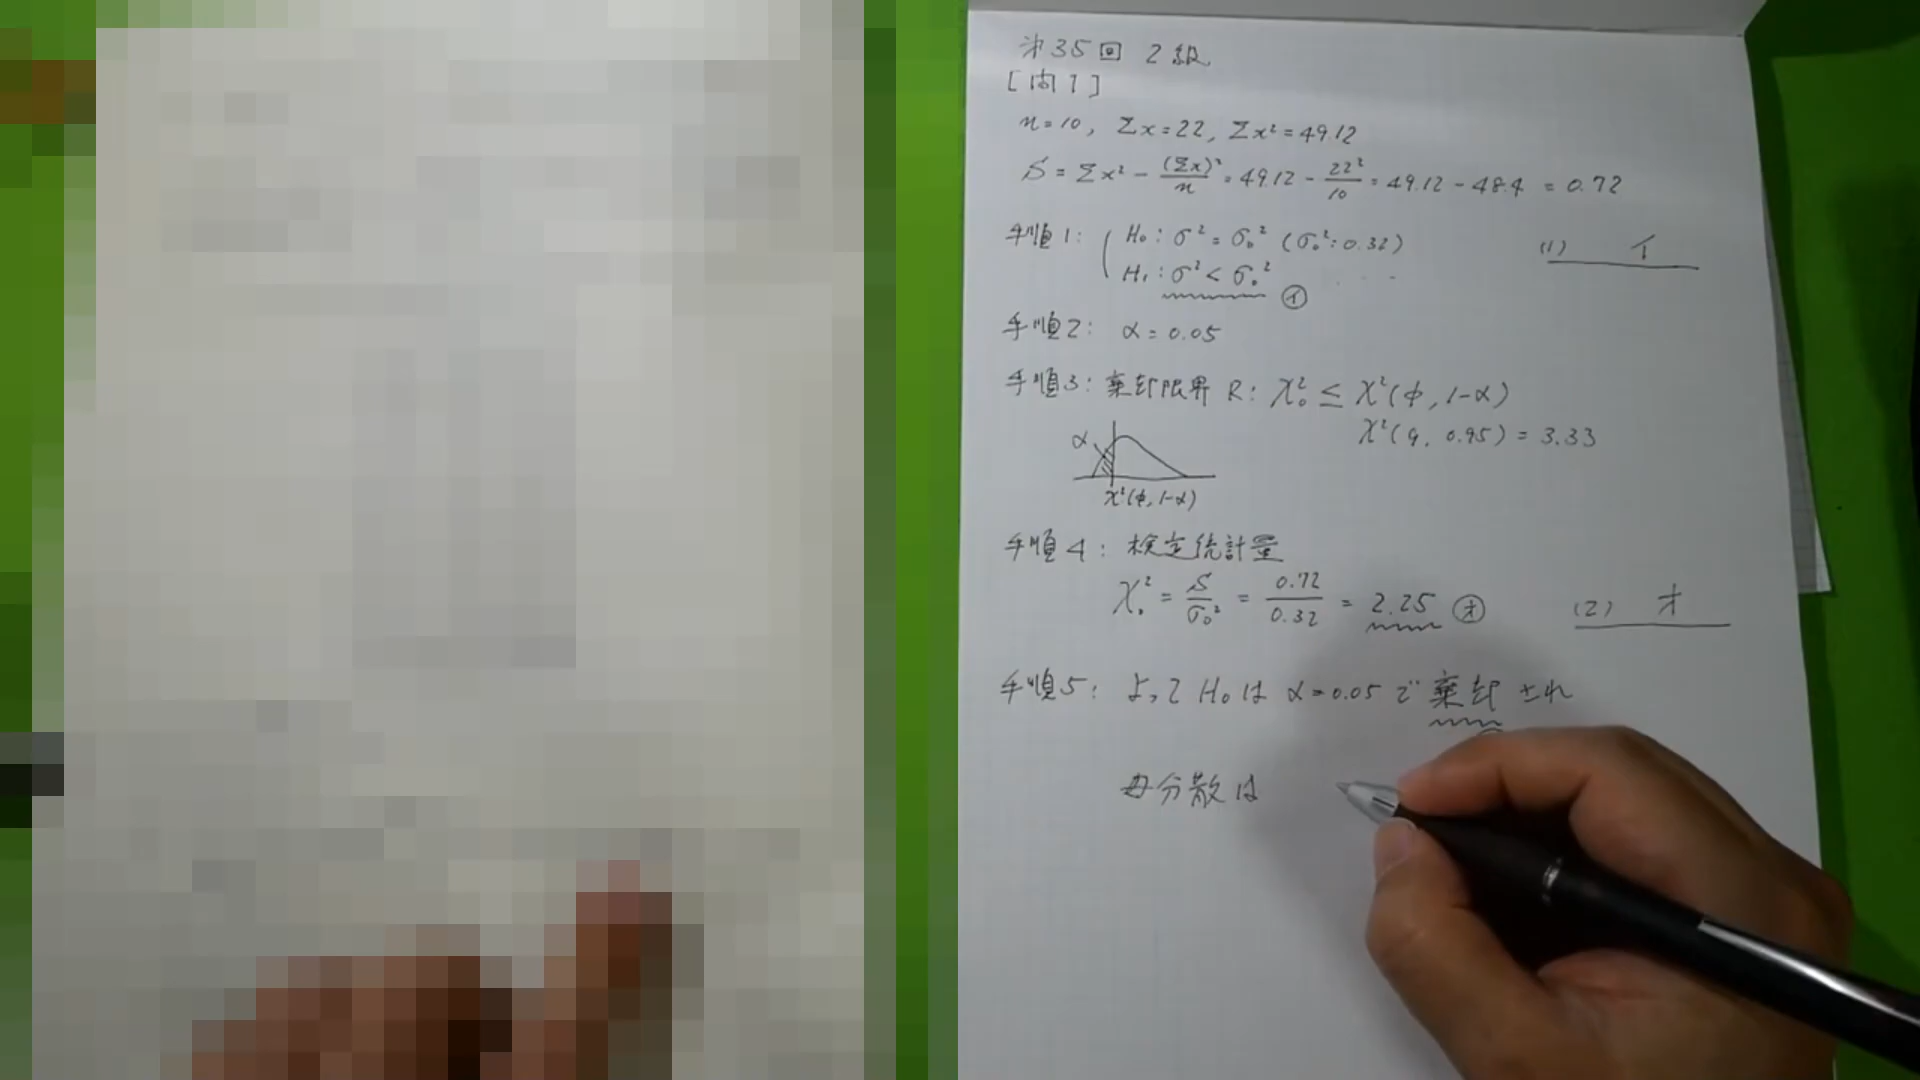 第35回 2級
[問1]
n=10, Σx=22, Σx²=49.12
S = Σx² - (Σx)²/n = 49.12 - 22²/10 = 49.12 - 48.4 = 0.72
手順1: H₀: σ² = σ₀² (σ₀²: 0.32)
(1) イ
H₁: σ² < σ₀² イ
手順2: α = 0.05
手順3: 棄却限界 R: χ₀² ≤ χ²(φ, 1-α)
χ²(9, 0.95) = 3.33
α
χ²(φ, 1-α)
手順4: 検定統計量
χ₀² = S/σ₀² = 0.72/0.32 = 2.25 オ
(2) オ
手順5: よって H₀は α=0.05 で 棄却 され
母分散は